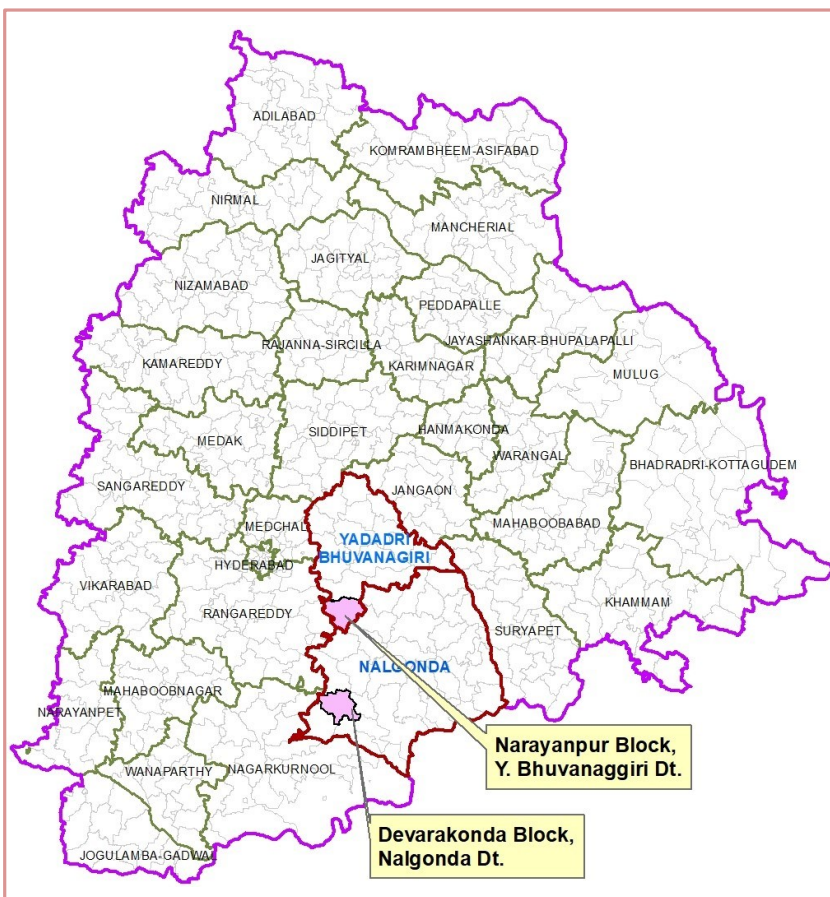 ADILABAD
KOMRAMBHEEM-ASIFABAD
NIRMAL
MANCHERIAL
JAGITYAL
NIZAMABAD
PEDDAPALLE
RAJANNA-SIRCILLA
JAYASHANKAR-BHUPALAPALLI
KAMAREDDY
KARIMNAGAR
MULUG
SIDDIPET
HANMAKONDA
MEDAK
WARANGAL
BHADRADRI-KOTTAGUDEM
SANGAREDDY
JANGAON
MEDCHAL
MAHABOOBABAD
YADADRI
BHUVANAGIRI
HYDERABAD
VIKARABAD
KHAMMAM
RANGAREDDY
SURYAPET
NALGONDA
MAHABOOBNAGAR
NARAYANPET
WANAPARTHY
NAGARKURNOOL
Narayanpur Block,
Y. Bhuvanaggiri Dt.
Devarakonda Block,
Nalgonda Dt.
JOGULAMBA-GADWAL